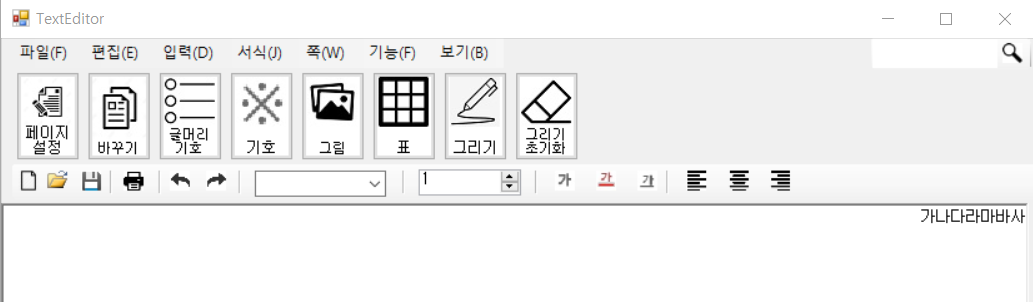 TextEditor
파일(F) 편집(E) 입력(D) 서식(J) 쪽(W) 기능(F) 보기(B)
페이지 설정
바꾸기
글머리 기호
기호
그림
표
그리기
그리기 초기화
1
가 가 가
가나다라마바사